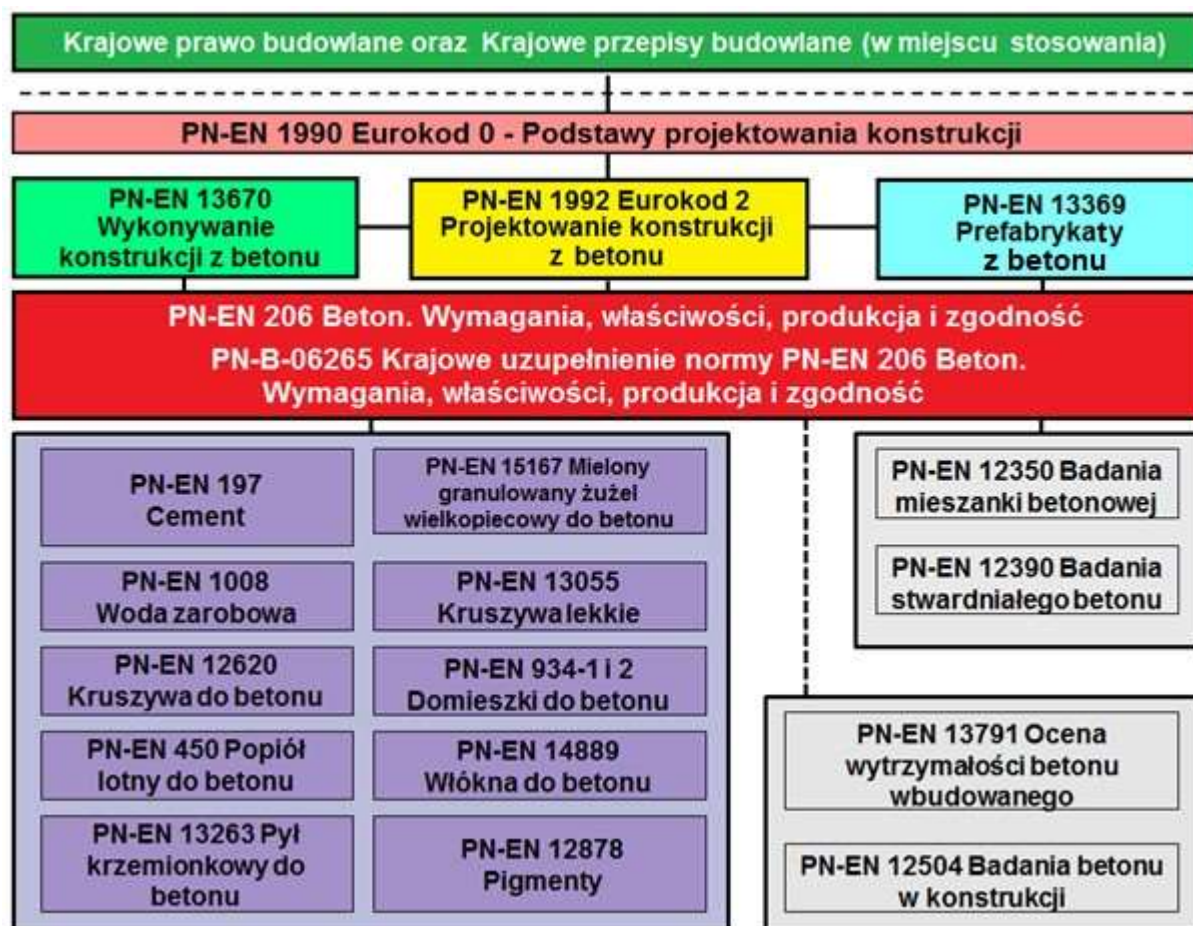 Krajowe prawo budowlane oraz Krajowe przepisy budowlane (w miejscu stosowania)
PN-EN 1990 Eurokod 0 - Podstawy projektowania konstrukcji
PN-EN 13670
Wykonywanie
konstrukcji z betonu
PN-EN 1992 Eurokod 2
Projektowanie konstrukcji
z betonu
PN-EN 13369
Prefabrykaty
z betonu
PN-EN 206 Beton. Wymagania, właściwości, produkcja i zgodność
PN-B-06265 Krajowe uzupełnienie normy PN-EN 206 Beton.
Wymagania, właściwości, produkcja i zgodność
PN-EN 197
Cement
PN-EN 15167 Mielony
granulowany żużel
wielkopiecowy do betonu
PN-EN 1008
Woda zarobowa
PN-EN 13055
Kruszywa lekkie
PN-EN 12620
Kruszywa do betonu
PN-EN 934-1 i 2
Domieszki do betonu
PN-EN 450 Popiół
lotny do betonu
PN-EN 14889
Włókna do betonu
PN-EN 13263 Pył
krzemionkowy do
betonu
PN-EN 12878
Pigmenty
PN-EN 12350 Badania
mieszanki betonowej
PN-EN 12390 Badania
stwardniałego betonu
PN-EN 13791 Ocena
wytrzymałości betonu
wbudowanego
PN-EN 12504 Badania betonu
w konstrukcji